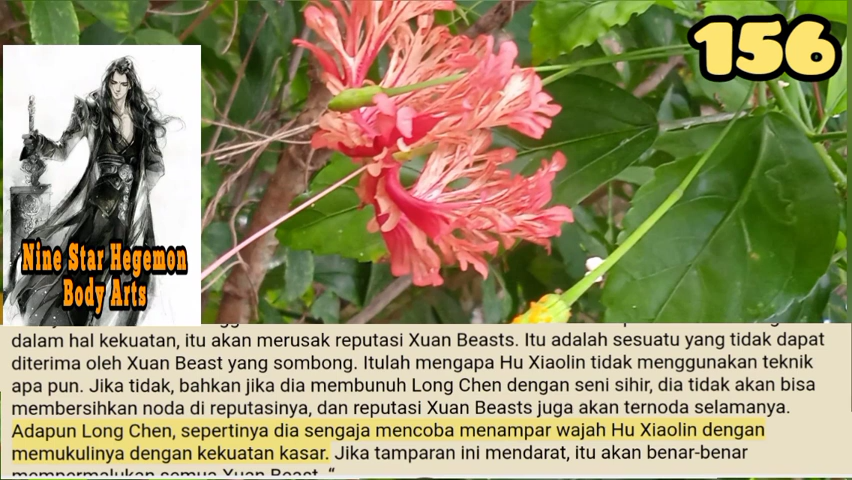 156
Nine Star Hegemon
Body Arts
dalam hal kekuatan, itu akan merusak reputasi Xuan Beasts. Itu adalah sesuatu yang tidak dapat
diterima oleh Xuan Beast yang sombong. Itulah mengapa Hu Xiaolin tidak menggunakan teknik
apa pun. Jika tidak, bahkan jika dia membunuh Long Chen dengan seni sihir, dia tidak akan bisa
membersihkan noda di reputasinya, dan reputasi Xuan Beasts juga akan ternoda selamanya.
Adapun Long Chen, sepertinya dia sengaja mencoba menampar wajah Hu Xiaolin dengan
memukulinya dengan kekuatan kasar. Jika tamparan ini mendarat, itu akan benar-benar
mempermalukan semua Xuan Beast. “